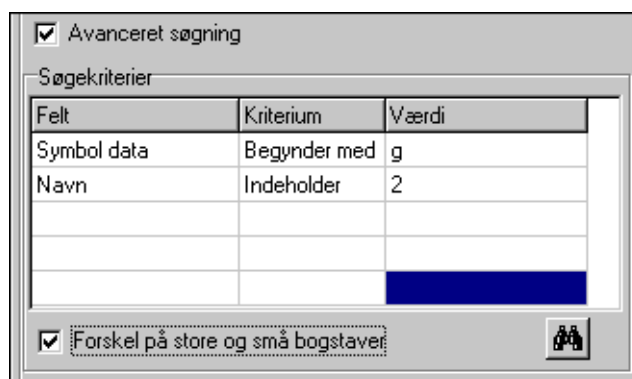 Avanceret søgning
Søgekriterier
Felt Kriterium Værdi
Symbol data Begynder med g
Navn Indeholder 2
Forskel på store og små bogstaver